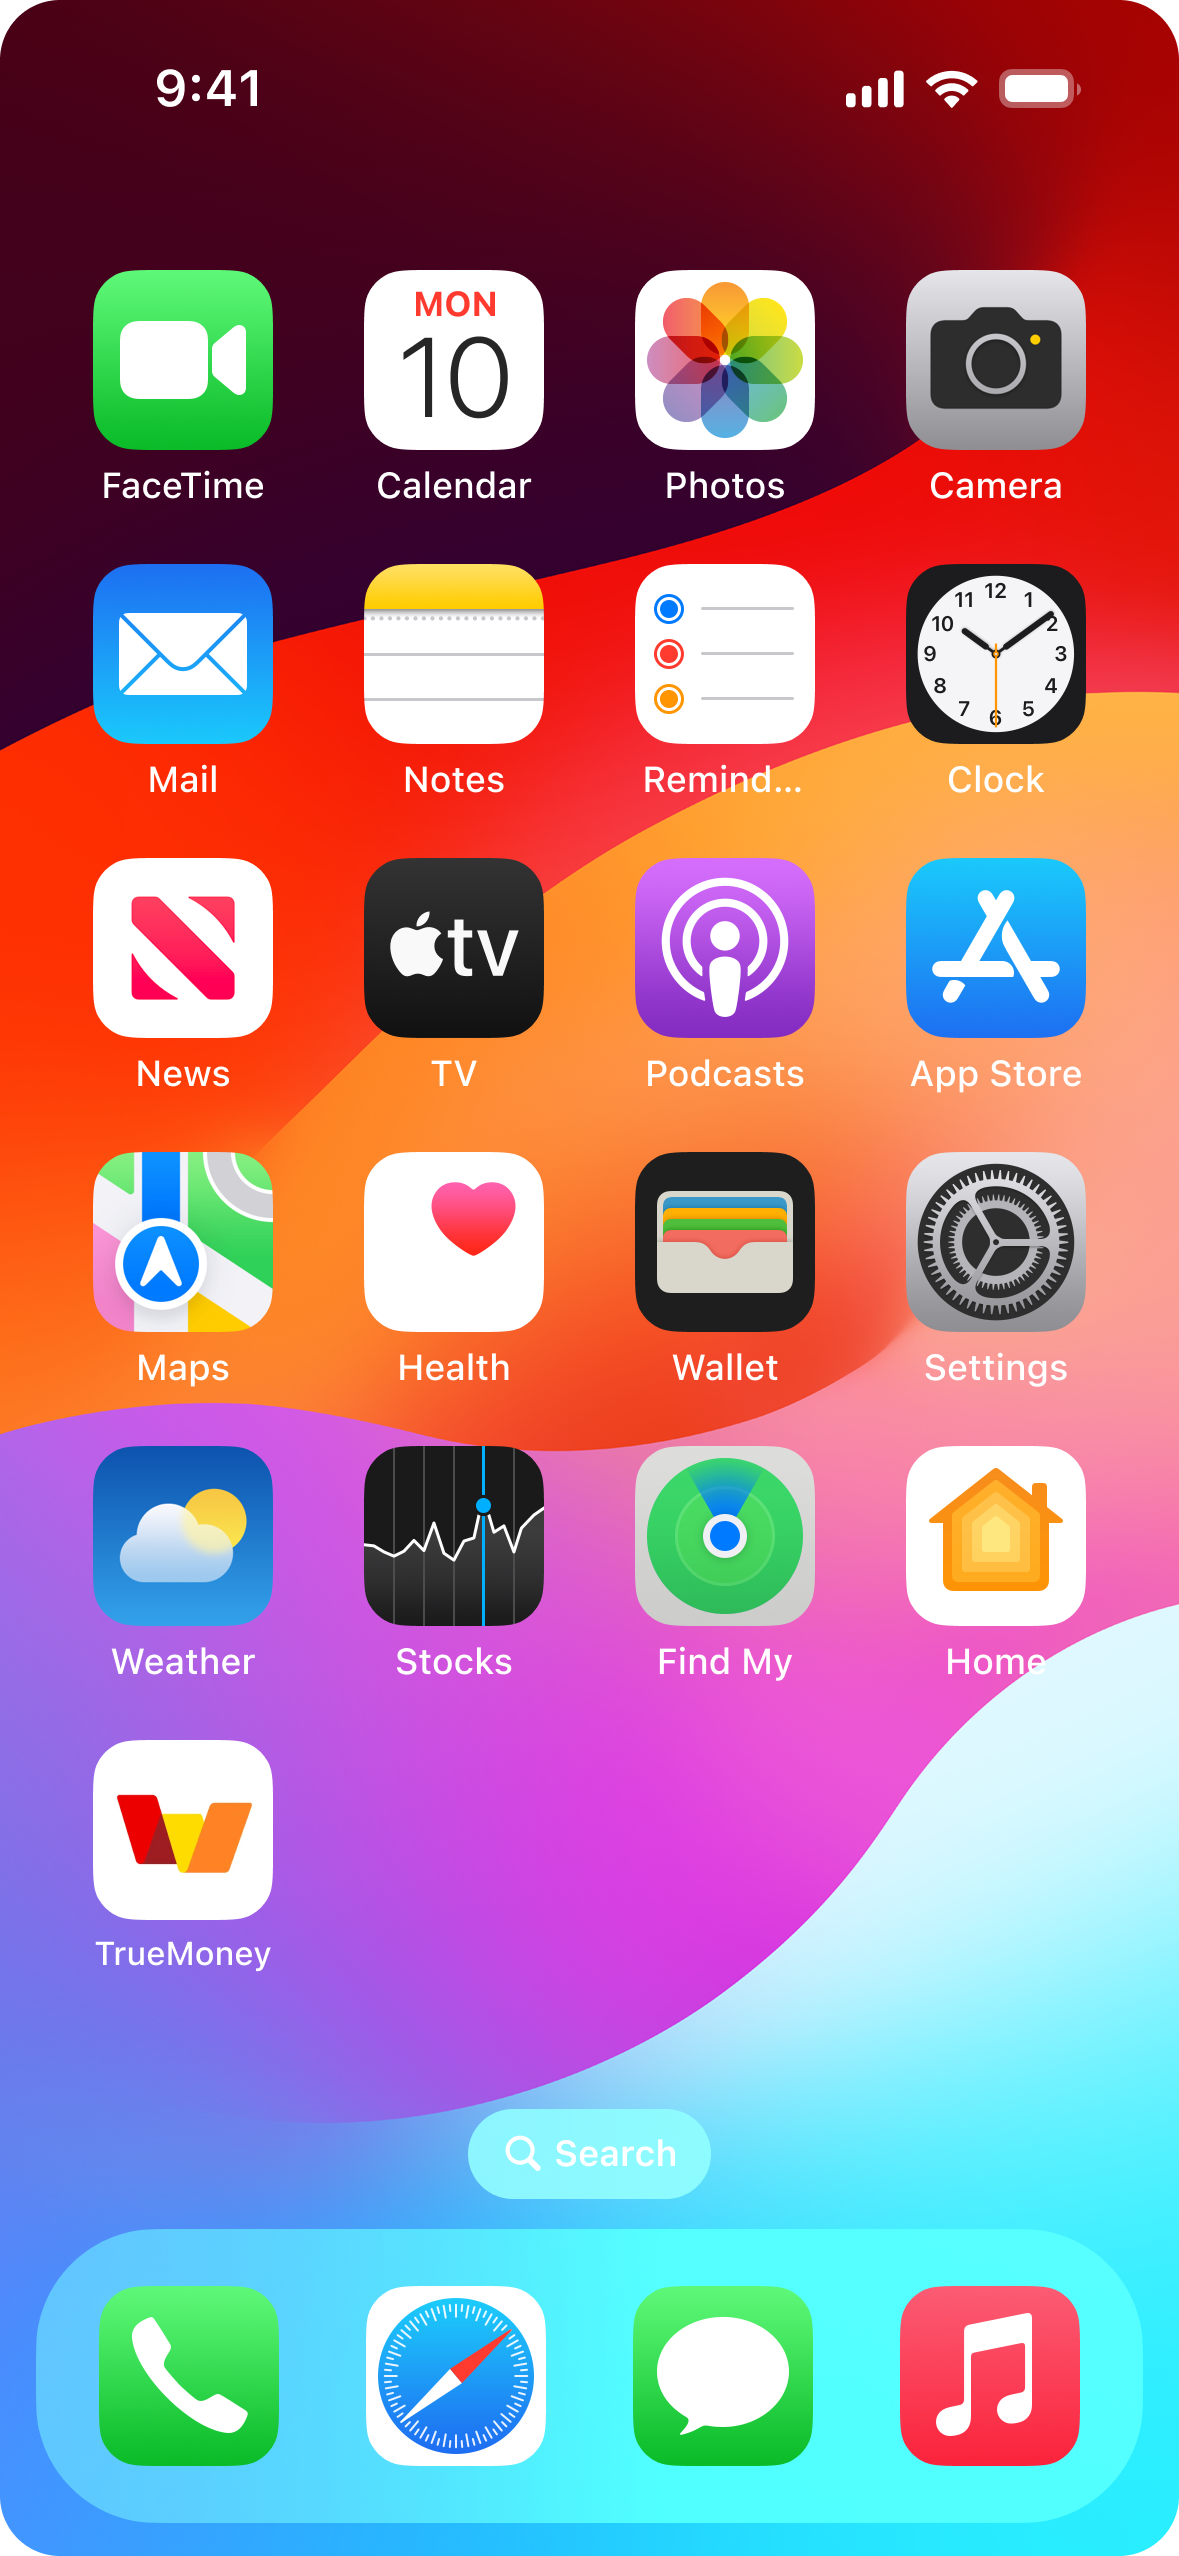 9:41
MON
10
FaceTime
Calendar
Photos
Camera
12
11
1
10
2
9
3
8
4
7
5
6
Mail
Notes
Remind...
Clock
tv
News
TV
Podcasts
App Store
Maps
Health
Wallet
Settings
Weather
Stocks
Find My
Home
TrueMoney
Search